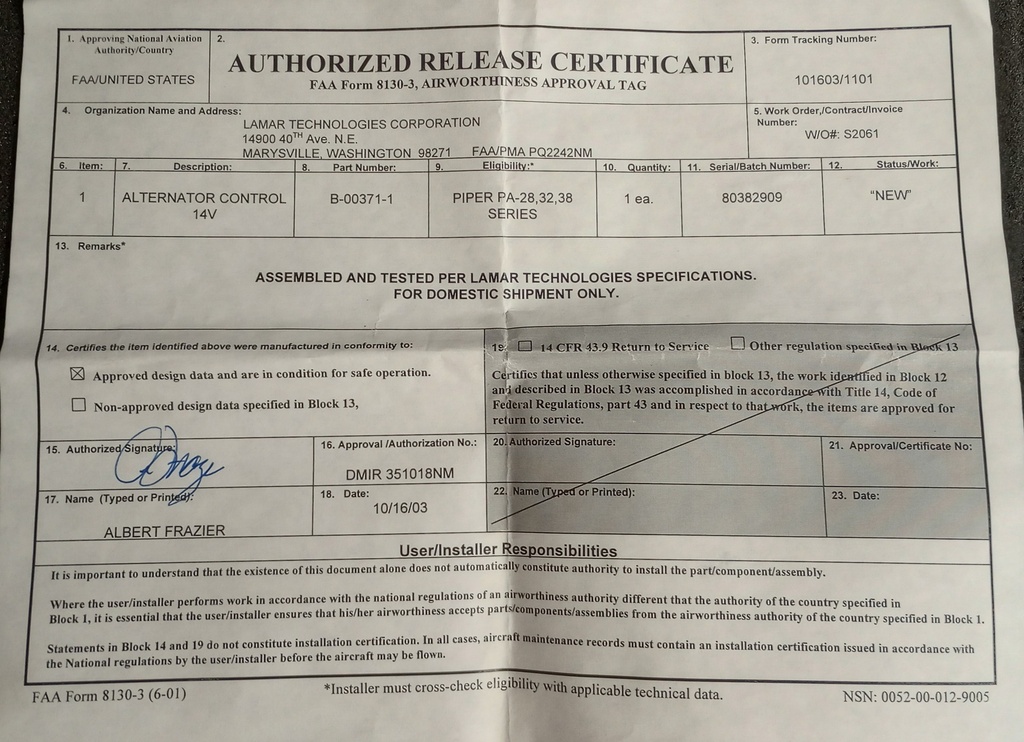 1. Approving National Aviation
Authority/Country
FAA/UNITED STATES
2.
AUTHORIZED RELEASE CERTIFICATE
FAA Form 8130-3, AIRWORTHINESS APPROVAL TAG
3. Form Tracking Number:
101603/1101
4. Organization Name and Address:
LAMAR TECHNOLOGIES CORPORATION
14900 40TH Ave. N.E.
MARYSVILLE, WASHINGTON 98271 FAA/PMA PQ2242NM
5. Work Order,/Contract/Invoice
Number:
W/O#: S2061
6. Item: 7. Description: 8. Part Number: 9. Eligibility:* 10. Quantity: 11. Serial/Batch Number: 12. Status/Work:
1 ALTERNATOR CONTROL B-00371-1 PIPER PA-28,32,38 1 ea. 80382909 "NEW"
14V SERIES
13. Remarks*
ASSEMBLED AND TESTED PER LAMAR TECHNOLOGIES SPECIFICATIONS.
FOR DOMESTIC SHIPMENT ONLY.
14. Certifies the item identified above were manufactured in conformity to:
☒ Approved design data and are in condition for safe operation.
☐ Non-approved design data specified in Block 13,
19. ☐ 14 CFR 43.9 Return to Service ☐ Other regulation specified in Block 13
Certifics that unless otherwise specified in block 13, the work identified in Block 12
and described in Block 13 was accomplished in accordance with Title 14, Code of
Federal Regulations, part 43 and in respect to that work, the items are approved for
return to service.
15. Authorized Signature:
16. Approval /Authorization No.:
DMIR 351018NM
20. Authorized Signature:
21. Approval/Certificate No:
17. Name (Typed or Printed):
ALBERT FRAZIER
18. Date:
10/16/03
22. Name (Typed or Printed):
23. Date:
User/Installer Responsibilities
It is important to understand that the existence of this document alone does not automatically constitute authority to install the part/component/assembly.
Where the user/installer performs work in accordance with the national regulations of an airworthiness authority different that the authority of the country specified in
Block 1, it is essential that the user/installer ensures that his/her airworthiness accepts parts/components/assemblies from the airworthiness authority of the country specified in Block 1.
Statements in Block 14 and 19 do not constitute installation certification. In all cases, aircraft maintenance records must contain an installation certification issued in accordance with
the National regulations by the user/installer before the aircraft may be flown.
FAA Form 8130-3 (6-01)
*Installer must cross-check eligibility with applicable technical data.
NSN: 0052-00-012-9005